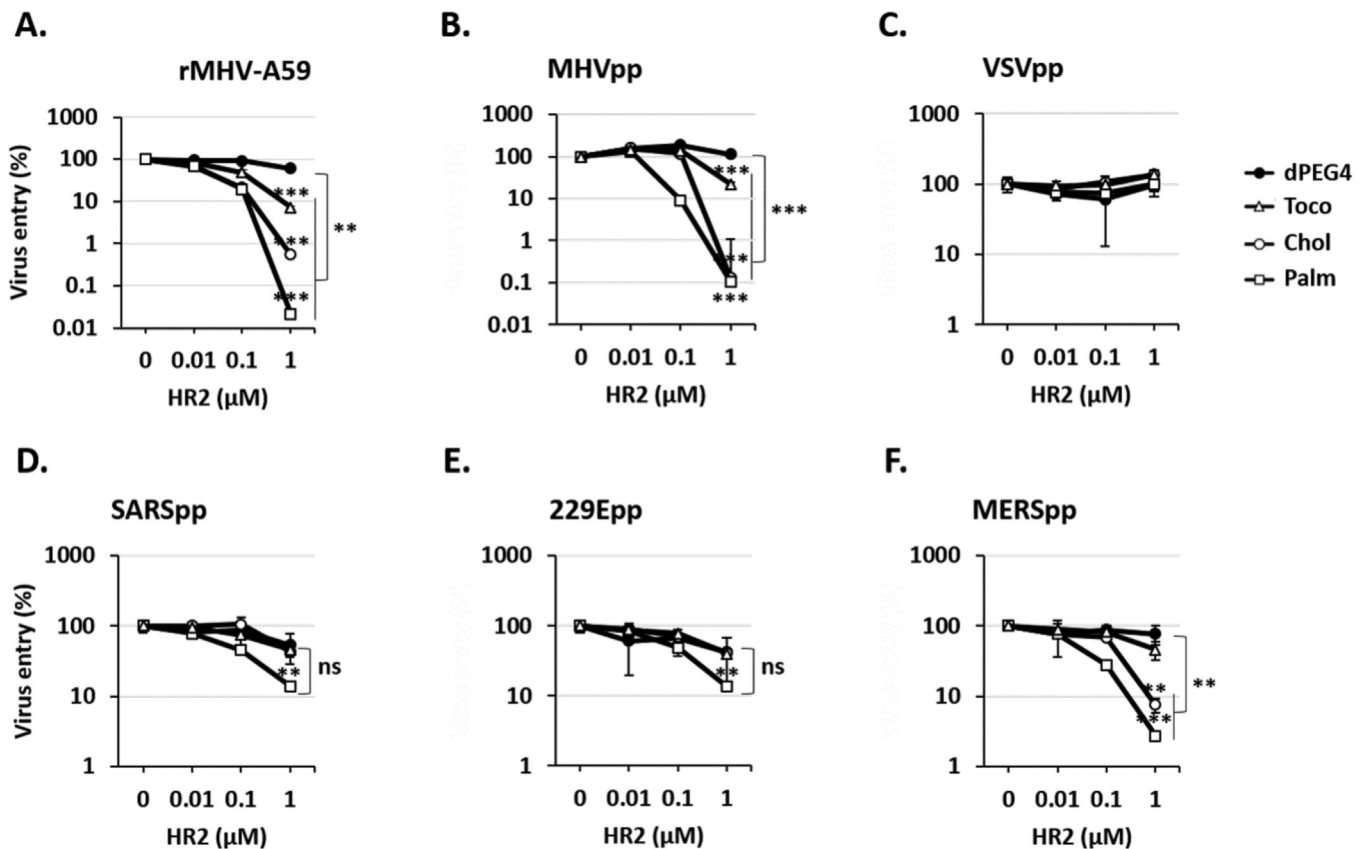 A.
rMHV-A59
1000
100
10
1
0.1
0.01
Virus entry (%)
***
***
***
**
0 0.01 0.1 1
HR2 (µM)
B.
MHVpp
1000
100
10
1
0.1
0.01
***
***
***
***
0 0.01 0.1 1
HR2 (µM)
C.
VSVpp
1000
100
10
1
0 0.01 0.1 1
HR2 (µM)
dPEG4
Toco
Chol
Palm
D.
SARSpp
1000
100
10
1
Virus entry (%)
**
ns
0 0.01 0.1 1
HR2 (µM)
E.
229Epp
1000
100
10
1
**
ns
0 0.01 0.1 1
HR2 (µM)
F.
MERSpp
1000
100
10
1
**
***
**
0 0.01 0.1 1
HR2 (µM)